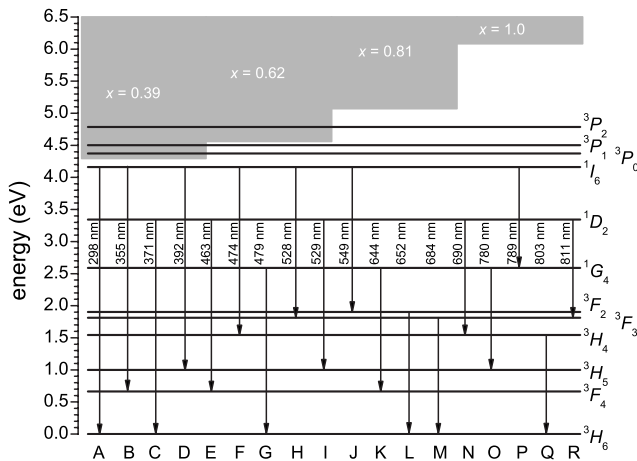 energy (eV)
6.5
6.0
5.5
5.0
4.5
4.0
3.5
3.0
2.5
2.0
1.5
1.0
0.5
0.0
x = 0.39
x = 0.62
x = 0.81
x = 1.0
³P₂
³P₁ ³P₀
¹I₆
¹D₂
¹G₄
³F₂ ³F₃
³H₄
³H₅
³F₄
³H₆
298 nm
355 nm
371 nm
392 nm
463 nm
474 nm
479 nm
528 nm
529 nm
549 nm
644 nm
652 nm
684 nm
690 nm
780 nm
789 nm
803 nm
811 nm
A B C D E F G H I J K L M N O P Q R